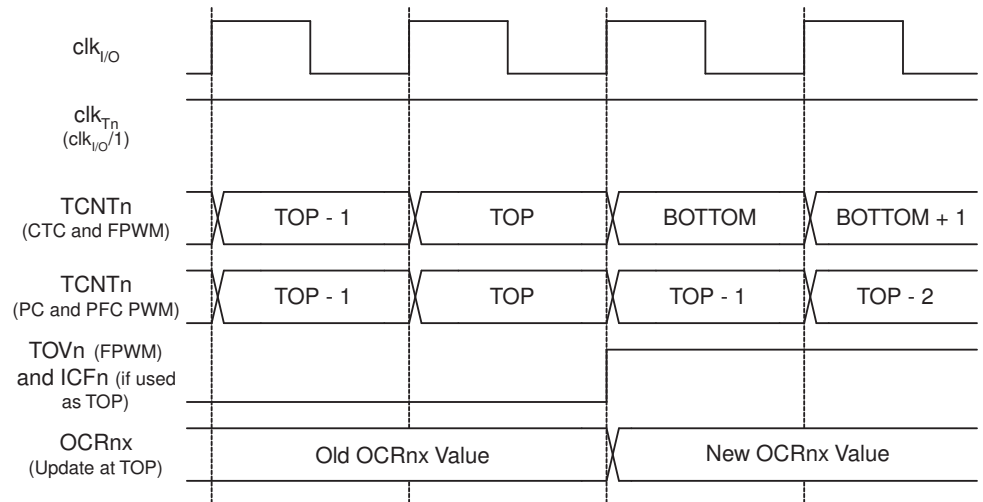 clkI/O
clkTn
(clkI/O/1)
TCNTn
(CTC and FPWM)
TOP - 1
TOP
BOTTOM
BOTTOM + 1
TCNTn
(PC and PFC PWM)
TOP - 1
TOP
TOP - 1
TOP - 2
TOVn (FPWM)
and ICFn (if used
as TOP)
OCRnx
(Update at TOP)
Old OCRnx Value
New OCRnx Value